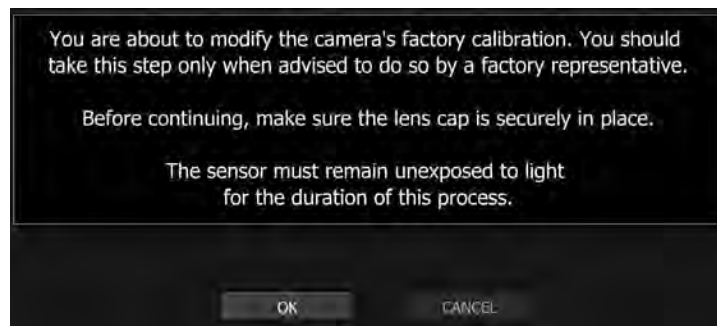 You are about to modify the camera's factory calibration. You should
take this step only when advised to do so by a factory representative.
Before continuing, make sure the lens cap is securely in place.
The sensor must remain unexposed to light
for the duration of this process.
OK
CANCEL